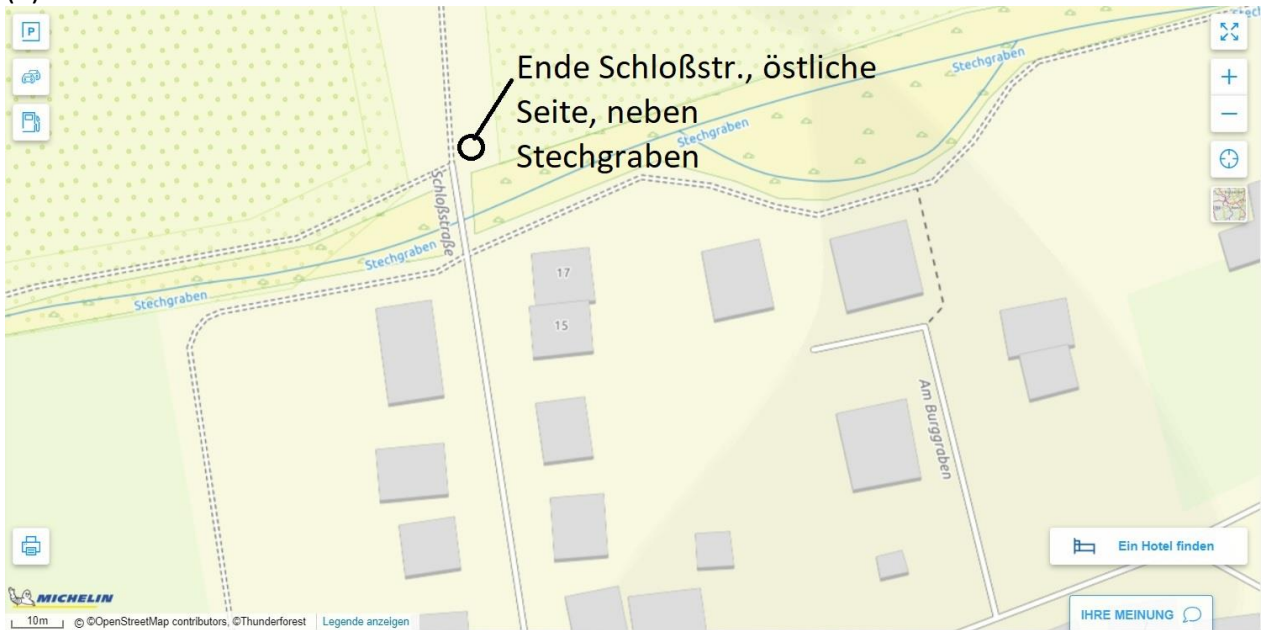 P
Ende Schloßstr., östliche
Seite, neben
Stechgraben
Stechgraben
Stechgraben
Schloßstraße
Stechgraben
Stechgraben
17
15
Am Burggraben
Ein Hotel finden
MICHELIN
10m
© ©OpenStreetMap contributors, ©Thunderforest
Legende anzeigen
IHRE MEINUNG